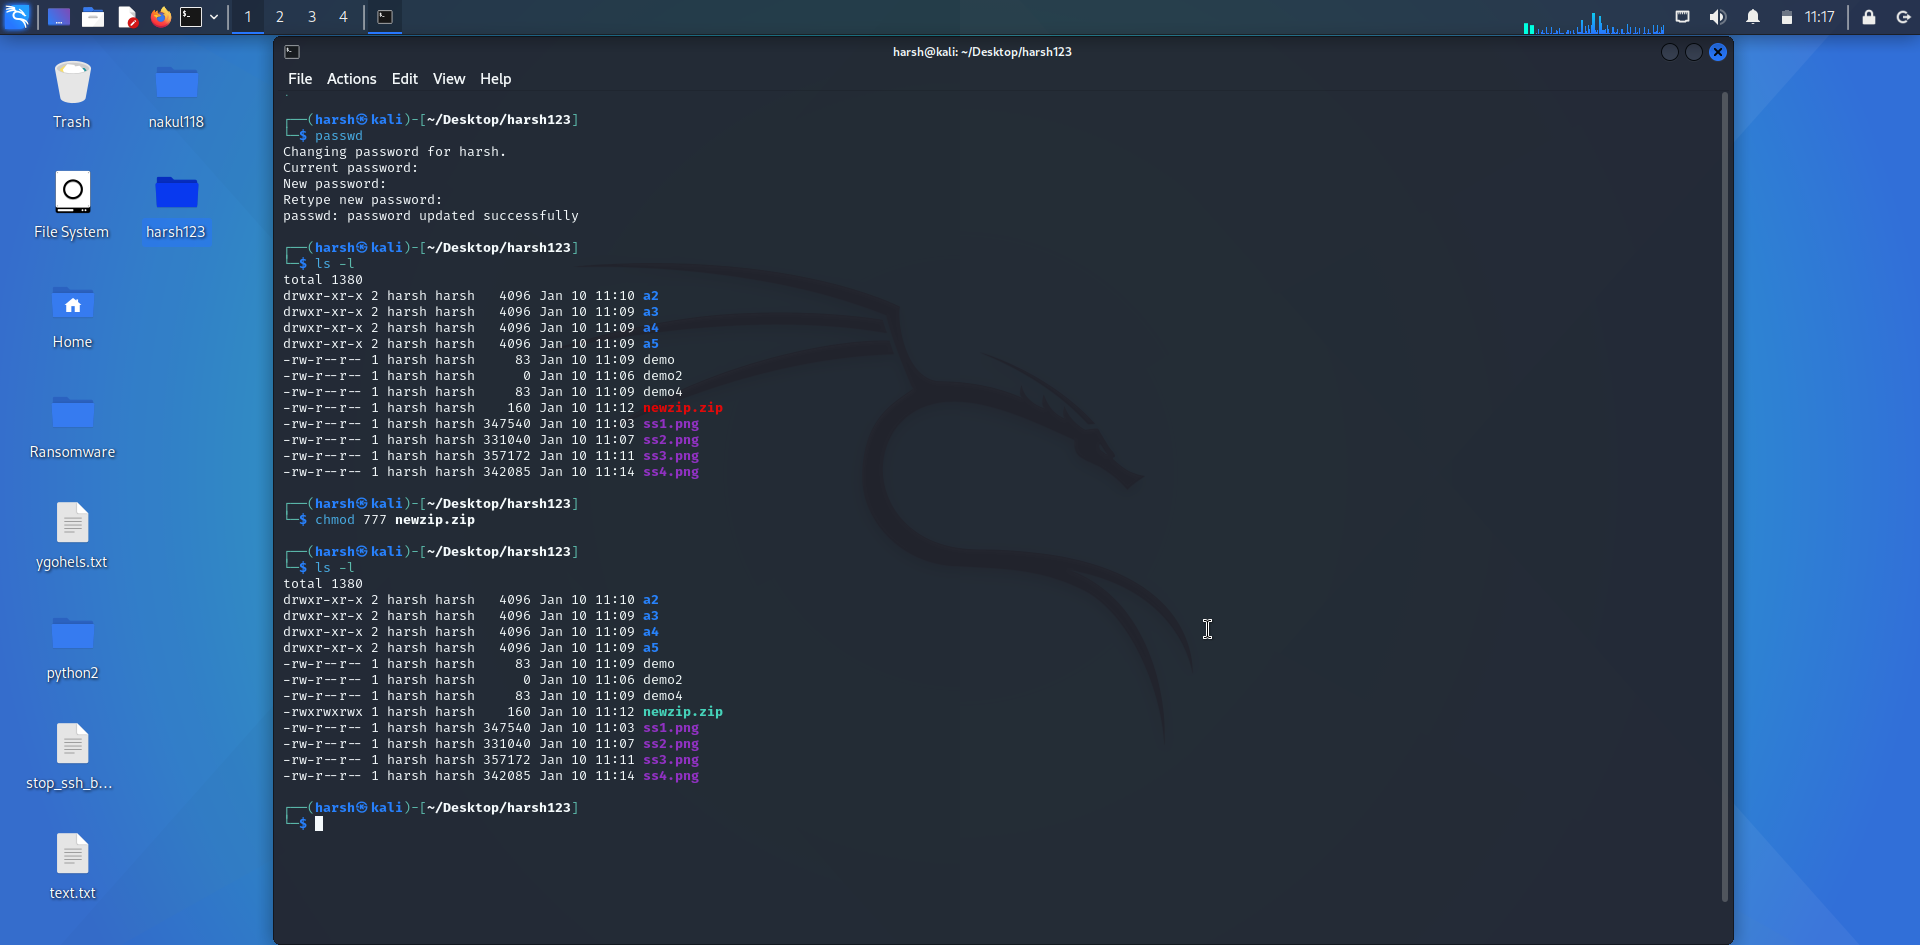 1 2 3 4 11:17
harsh@kali: ~/Desktop/harsh123
File Actions Edit View Help
Trash
nakul118
File System
harsh123
Home
Ransomware
ygohels.txt
python2
stop_ssh_b...
text.txt
┌──(harsh㉿kali)-[~/Desktop/harsh123]
└─$ passwd
Changing password for harsh.
Current password:
New password:
Retype new password:
passwd: password updated successfully
┌──(harsh㉿kali)-[~/Desktop/harsh123]
└─$ ls -l
total 1380
drwxr-xr-x 2 harsh harsh   4096 Jan 10 11:10 a2
drwxr-xr-x 2 harsh harsh   4096 Jan 10 11:09 a3
drwxr-xr-x 2 harsh harsh   4096 Jan 10 11:09 a4
drwxr-xr-x 2 harsh harsh   4096 Jan 10 11:09 a5
-rw-r--r-- 1 harsh harsh     83 Jan 10 11:09 demo
-rw-r--r-- 1 harsh harsh      0 Jan 10 11:06 demo2
-rw-r--r-- 1 harsh harsh     83 Jan 10 11:09 demo4
-rw-r--r-- 1 harsh harsh    160 Jan 10 11:12 newzip.zip
-rw-r--r-- 1 harsh harsh 347540 Jan 10 11:03 ss1.png
-rw-r--r-- 1 harsh harsh 331040 Jan 10 11:07 ss2.png
-rw-r--r-- 1 harsh harsh 357172 Jan 10 11:11 ss3.png
-rw-r--r-- 1 harsh harsh 342085 Jan 10 11:14 ss4.png
┌──(harsh㉿kali)-[~/Desktop/harsh123]
└─$ chmod 777 newzip.zip
┌──(harsh㉿kali)-[~/Desktop/harsh123]
└─$ ls -l
total 1380
drwxr-xr-x 2 harsh harsh   4096 Jan 10 11:10 a2
drwxr-xr-x 2 harsh harsh   4096 Jan 10 11:09 a3
drwxr-xr-x 2 harsh harsh   4096 Jan 10 11:09 a4
drwxr-xr-x 2 harsh harsh   4096 Jan 10 11:09 a5
-rw-r--r-- 1 harsh harsh     83 Jan 10 11:09 demo
-rw-r--r-- 1 harsh harsh      0 Jan 10 11:06 demo2
-rw-r--r-- 1 harsh harsh     83 Jan 10 11:09 demo4
-rwxrwxrwx 1 harsh harsh    160 Jan 10 11:12 newzip.zip
-rw-r--r-- 1 harsh harsh 347540 Jan 10 11:03 ss1.png
-rw-r--r-- 1 harsh harsh 331040 Jan 10 11:07 ss2.png
-rw-r--r-- 1 harsh harsh 357172 Jan 10 11:11 ss3.png
-rw-r--r-- 1 harsh harsh 342085 Jan 10 11:14 ss4.png
┌──(harsh㉿kali)-[~/Desktop/harsh123]
└─$